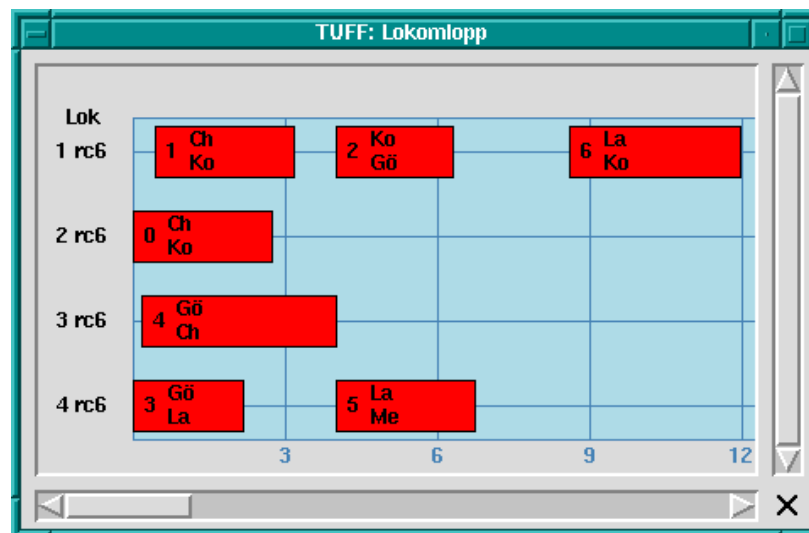 TUFF: Lokomlopp
Lok
1 rc6
1 Ch
Ko
2 Ko
Gö
6 La
Ko
2 rc6
0 Ch
Ko
3 rc6
4 Gö
Ch
4 rc6
3 Gö
La
5 La
Me
3 6 9 12